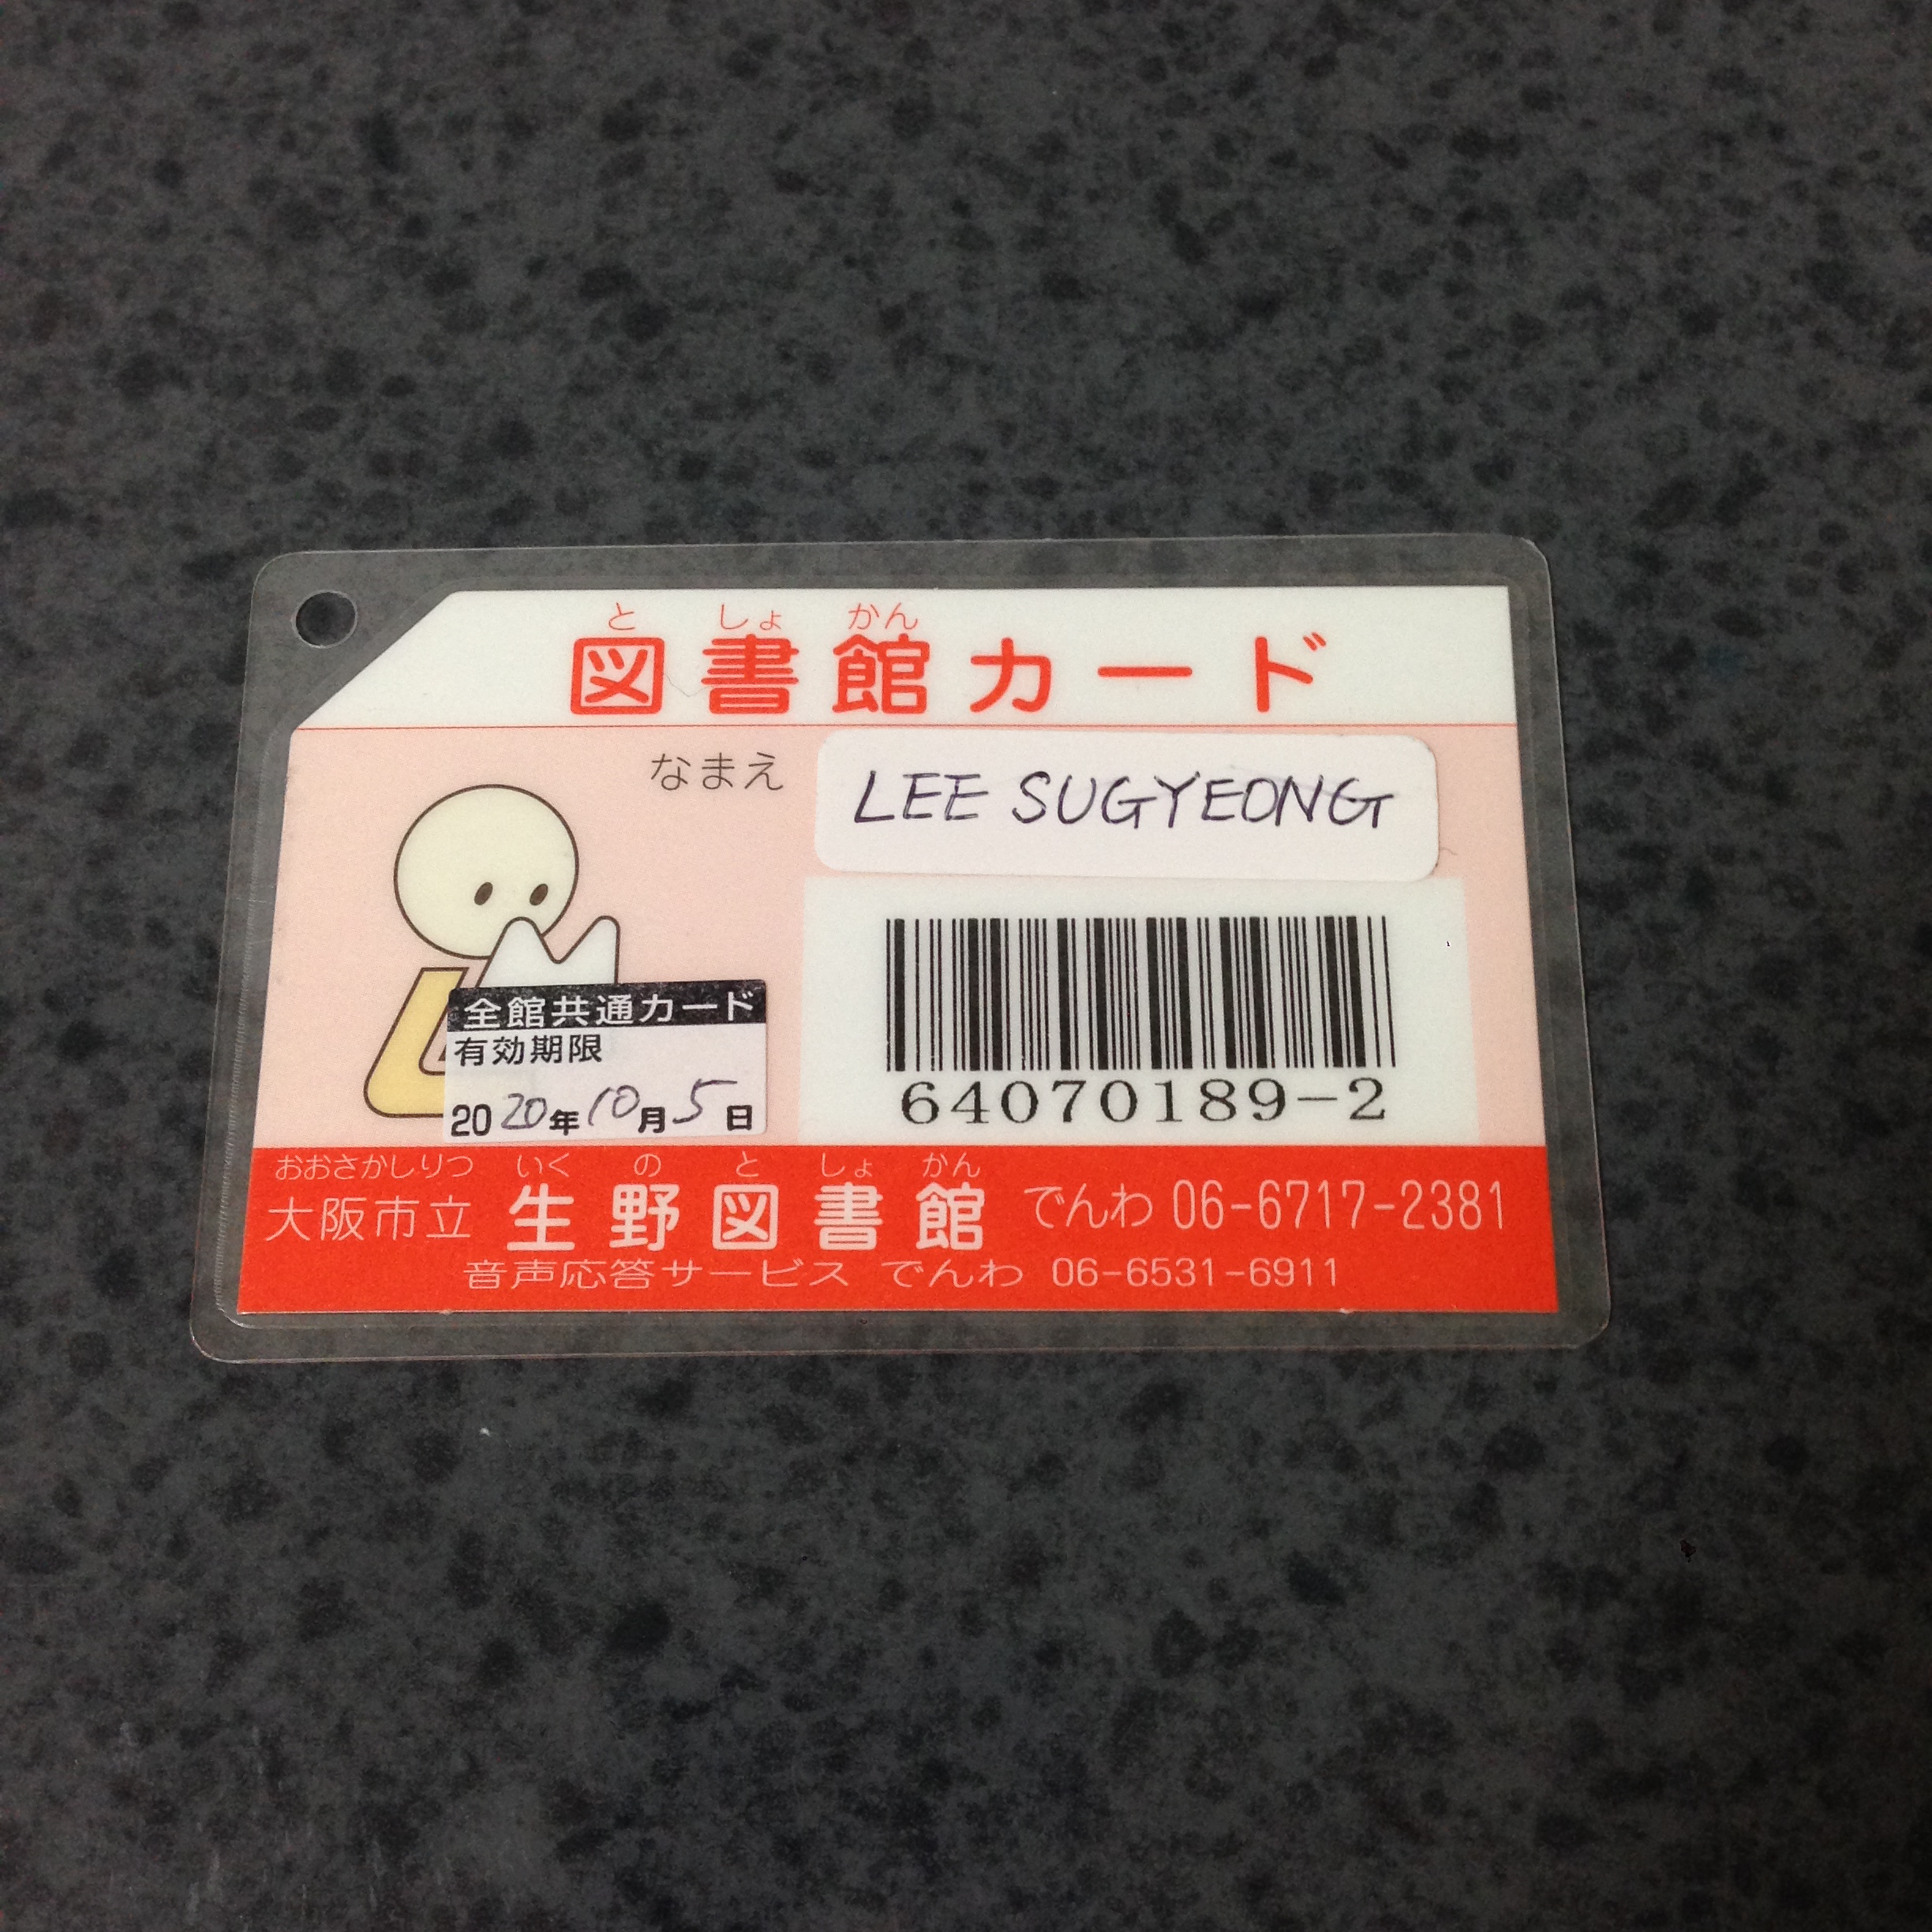 と しょ かん
図書館カード
なまえ
LEE SUGYEONG
全館共通カード
有効期限
2020年10月5日
64070189-2
おおさかしりつ いく の と しょ かん
大阪市立 生野図書館 でんわ 06-6717-2381
音声応答サービス でんわ 06-6531-6911